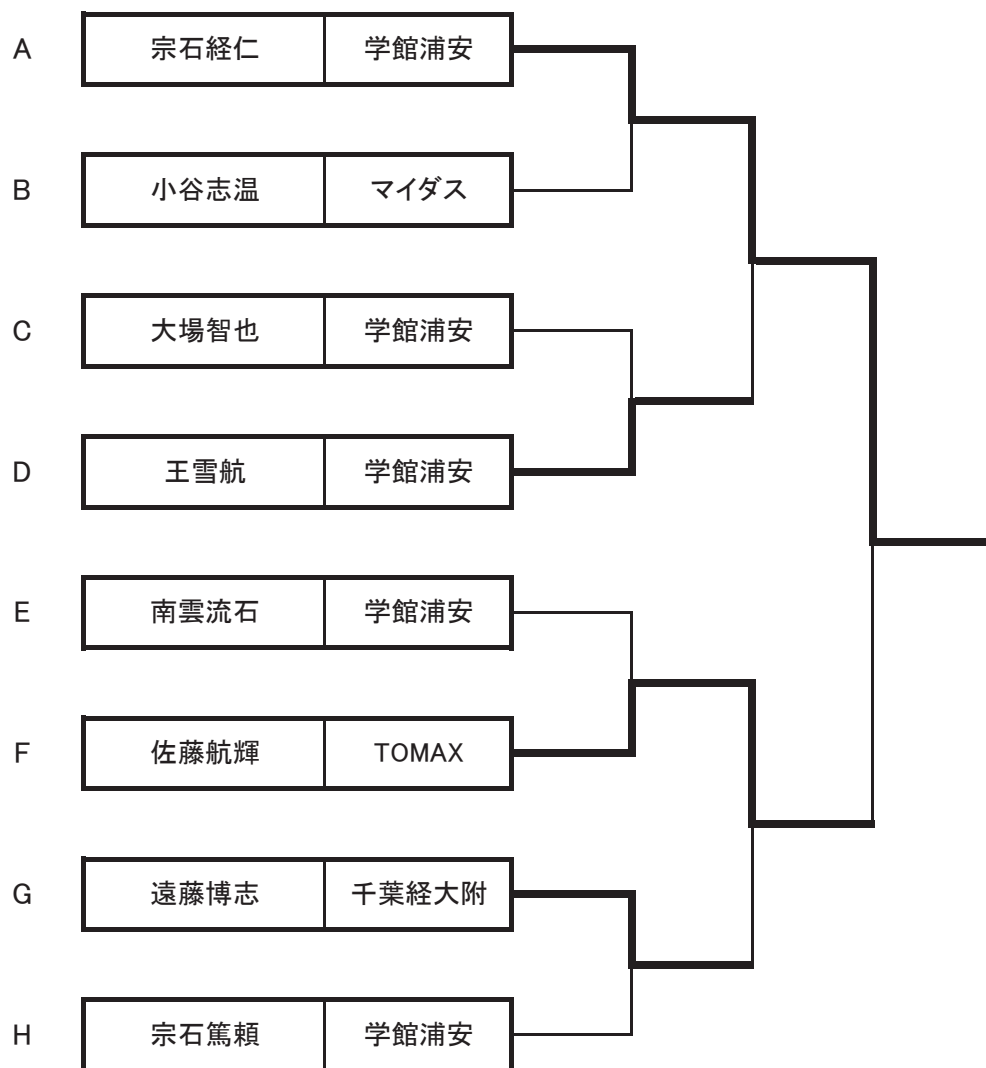 A 宗石経仁 学館浦安
B 小谷志温 マイダス
C 大場智也 学館浦安
D 王雪航 学館浦安
E 南雲流石 学館浦安
F 佐藤航輝 TOMAX
G 遠藤博志 千葉経大附
H 宗石篤頼 学館浦安